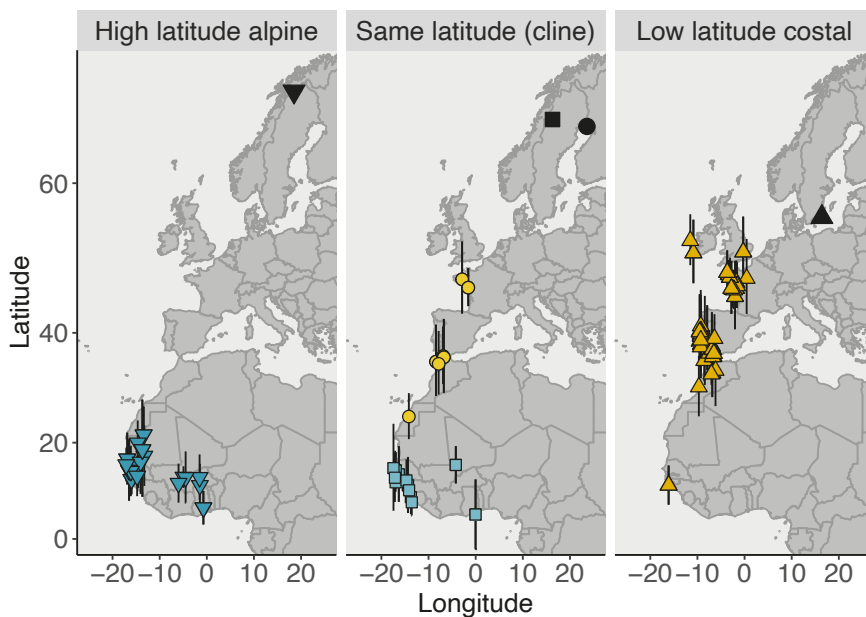 High latitude alpine
Same latitude (cline)
Low latitude costal
Latitude
60
40
20
0
−20 −10 0 10 20
−20 −10 0 10 20
−20 −10 0 10 20
Longitude